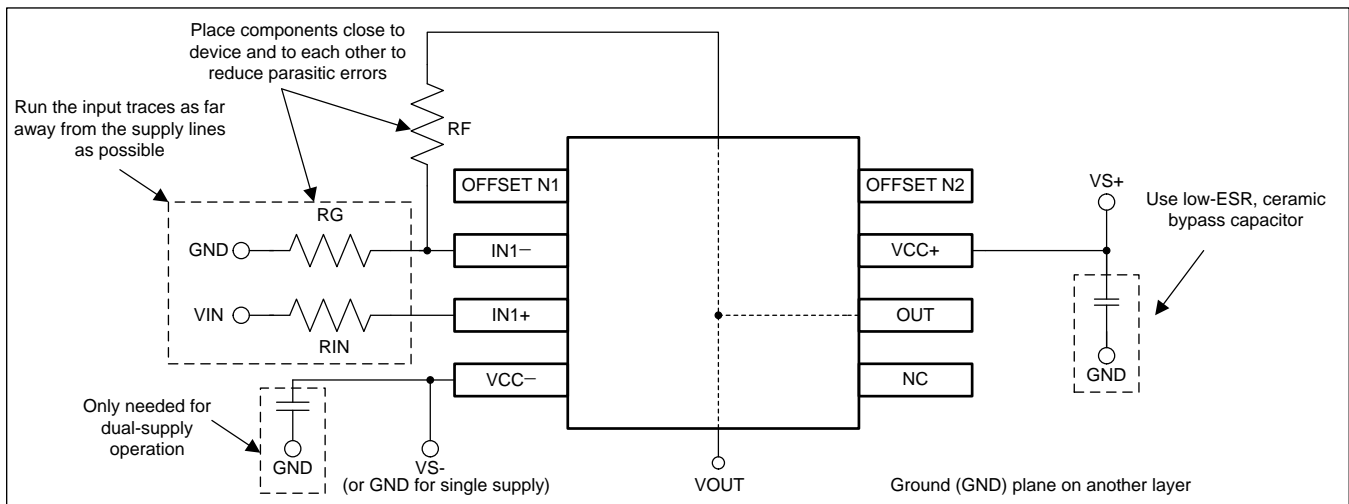 Place components close to
device and to each other to
reduce parasitic errors
Run the input traces as far
away from the supply lines
as possible
RF
OFFSET N1
OFFSET N2
VS+
Use low-ESR, ceramic
bypass capacitor
RG
GND
IN1−
VCC+
VIN
IN1+
OUT
RIN
VCC−
NC
GND
Only needed for
dual-supply
operation
GND
VS-
(or GND for single supply)
VOUT
Ground (GND) plane on another layer